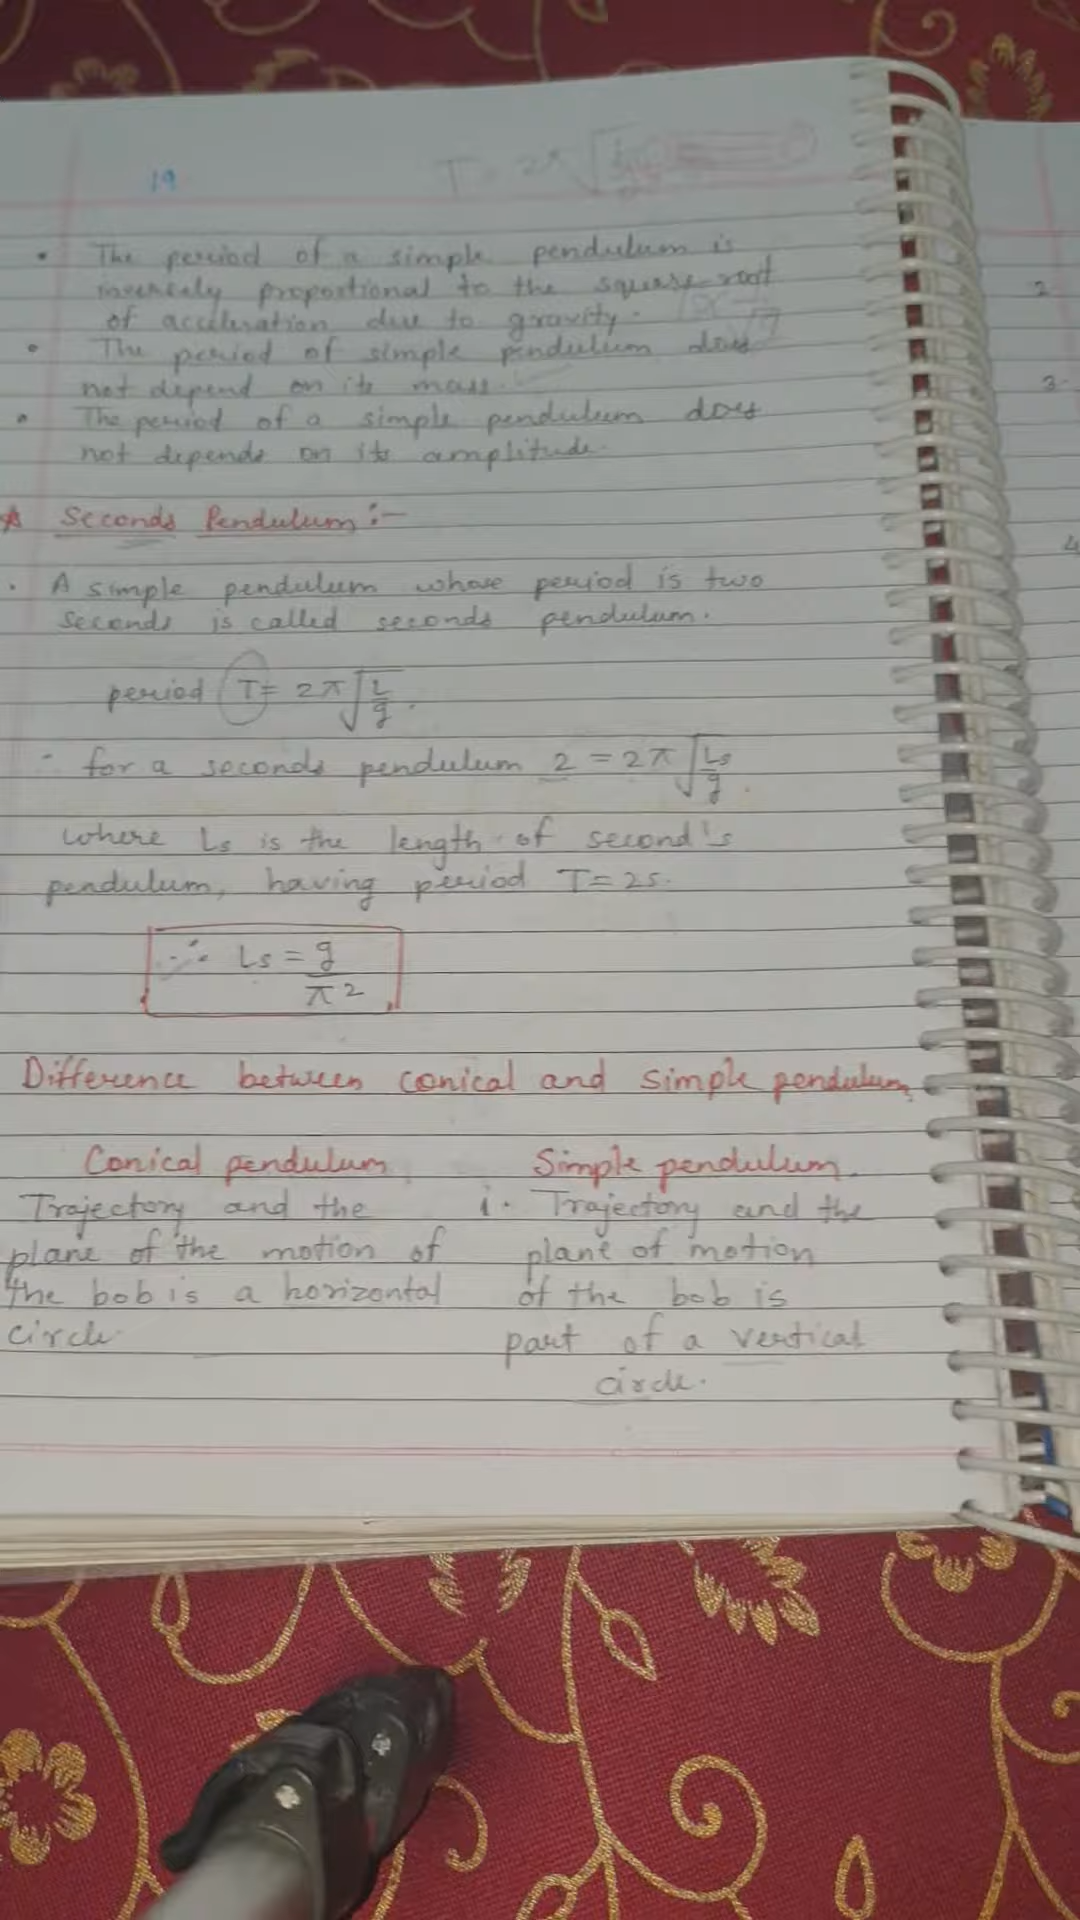 19
T = 2π√
• The period of a simple pendulum is
inversely proportional to the square root
of acceleration due to gravity.
• The period of simple pendulum does
not depend on its mass.
• The period of a simple pendulum does
not depends on its amplitude.
Seconds Pendulum :-
. A simple pendulum whose period is two
seconds is called seconds pendulum.
period T = 2π√(L/g).
for a seconds pendulum 2 = 2π√(Ls/g).
where Ls is the length of second's
pendulum, having period T = 2s.
∴ Ls = g/π²
Difference between conical and simple pendulum
Conical pendulum
Trajectory and the
plane of the motion of
the bob is a horizontal
circle
Simple pendulum.
i. Trajectory and the
plane of motion
of the bob is
part of a vertical
circle.
2
3.
4